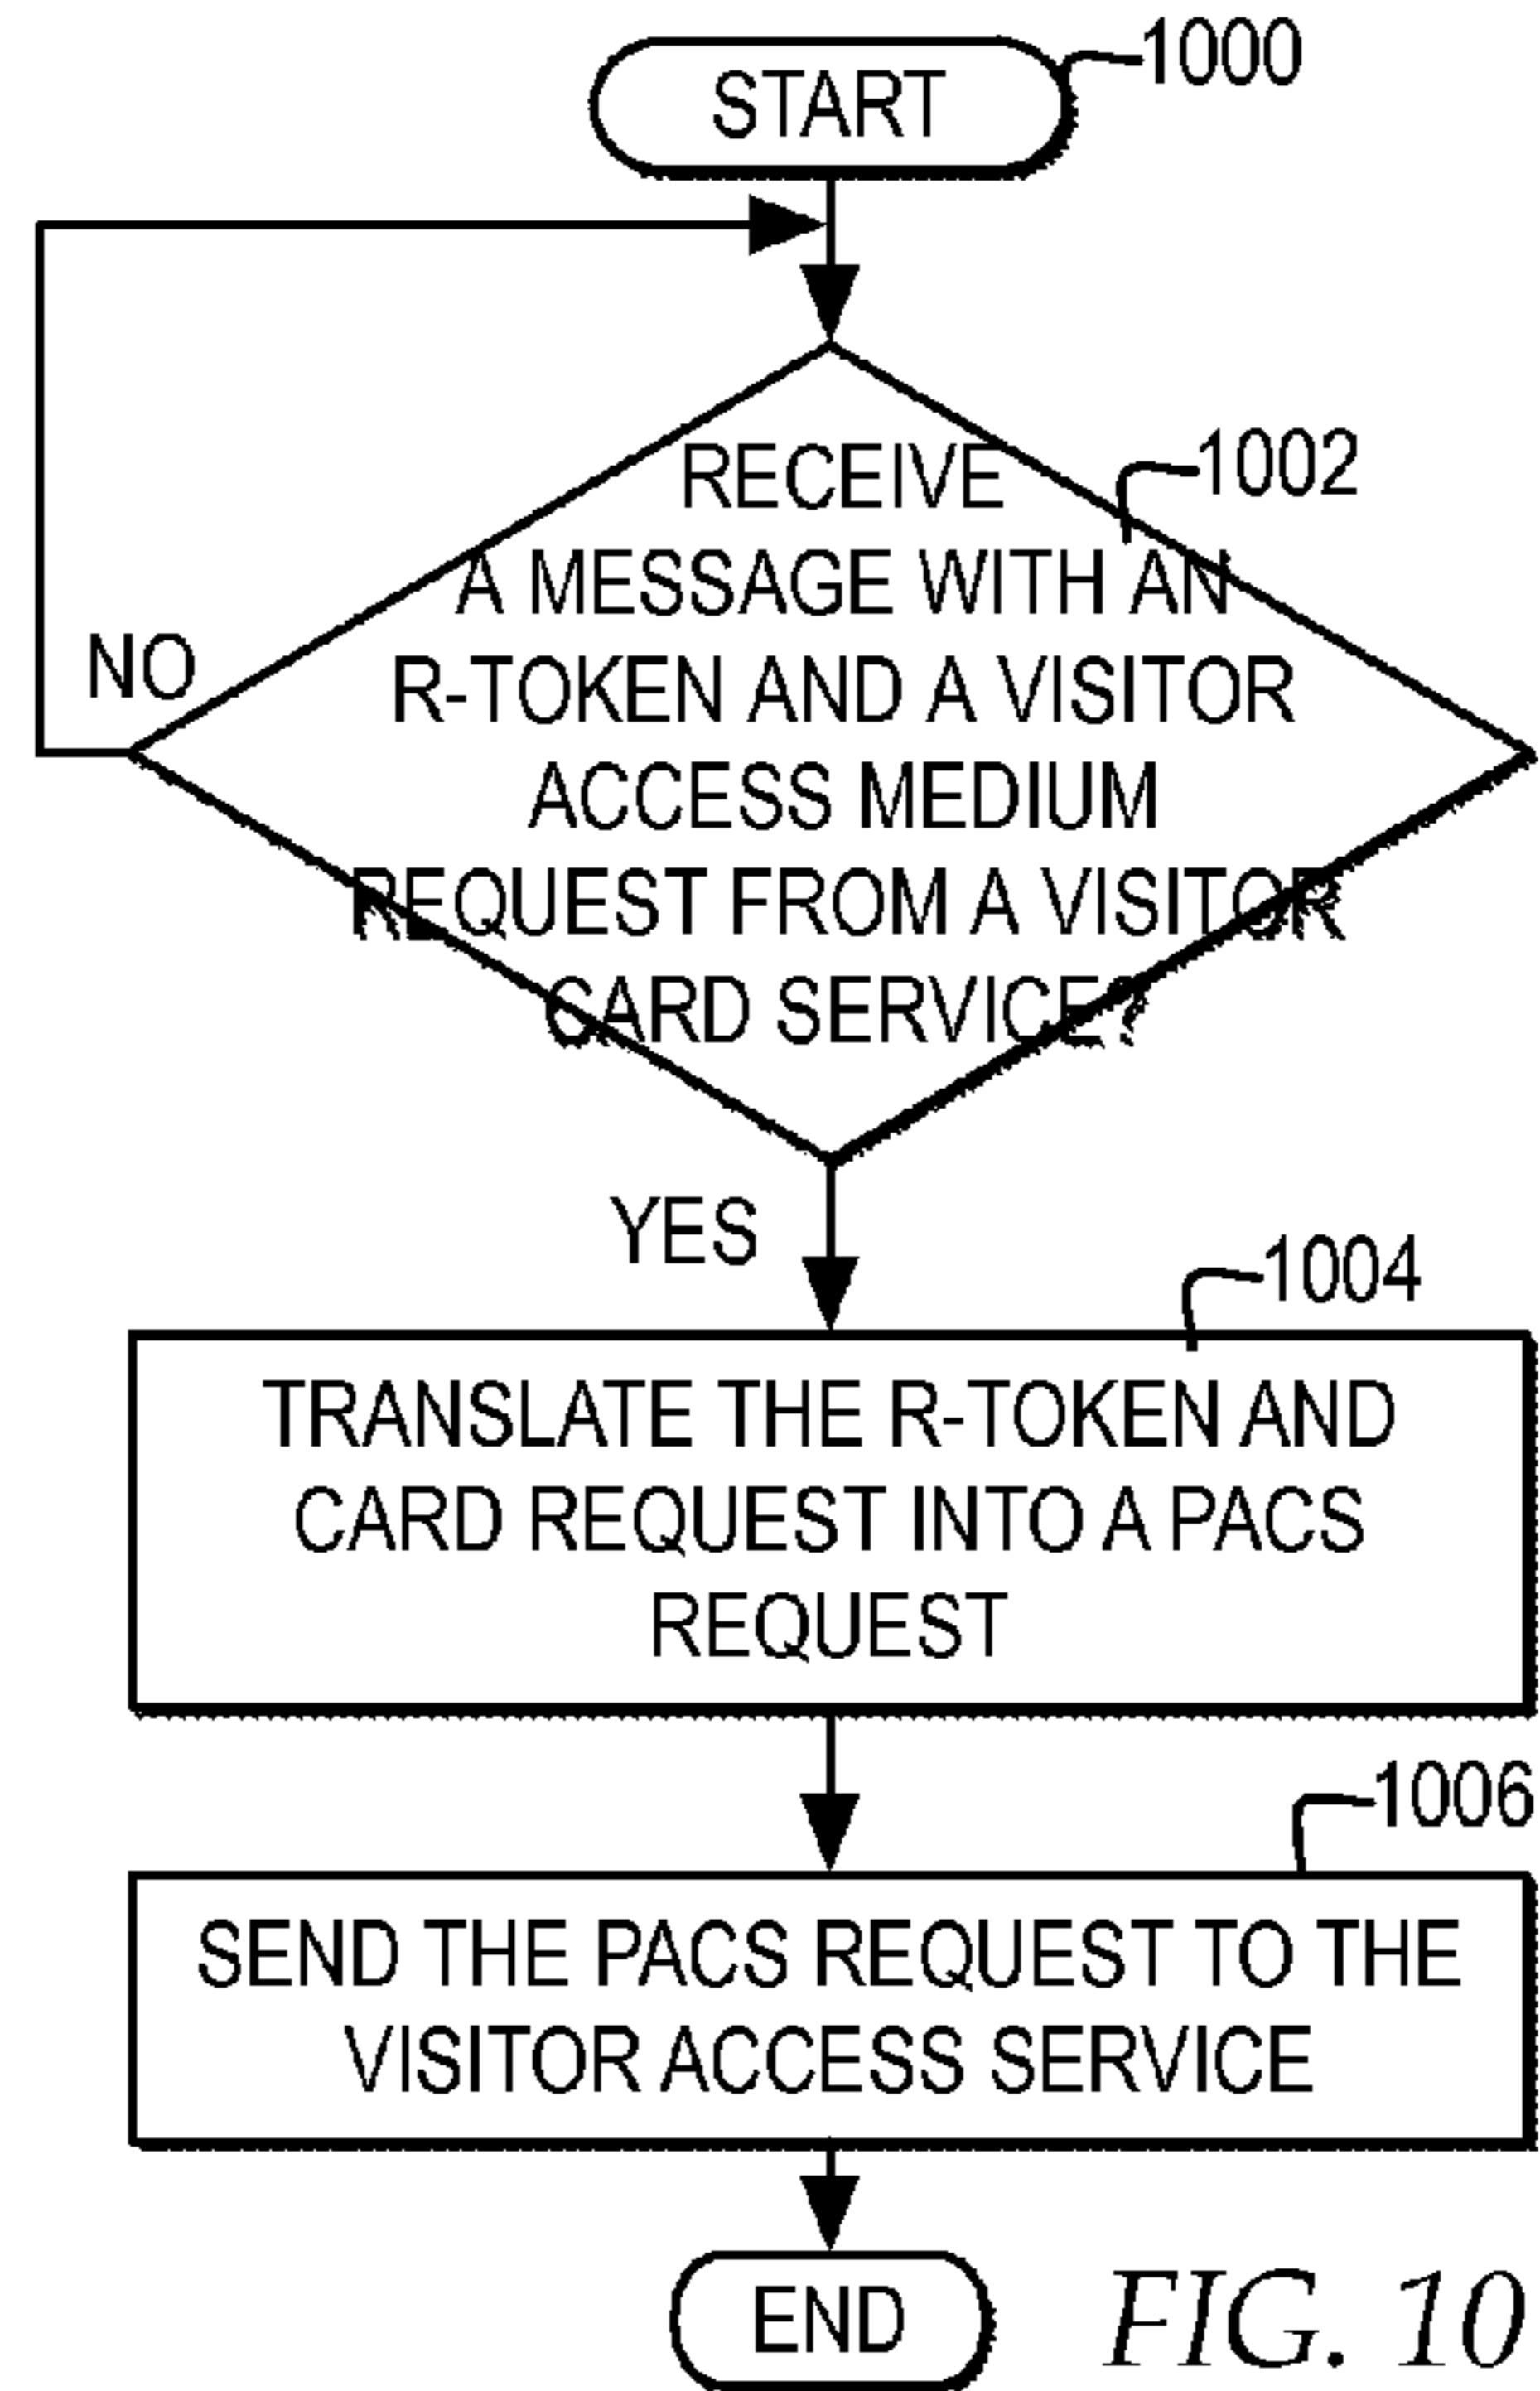 START
1000
RECEIVE
1002
A MESSAGE WITH AN
R-TOKEN AND A VISITOR
ACCESS MEDIUM
REQUEST FROM A VISITOR
CARD SERVICE?
NO
YES
1004
TRANSLATE THE R-TOKEN AND
CARD REQUEST INTO A PACS
REQUEST
1006
SEND THE PACS REQUEST TO THE
VISITOR ACCESS SERVICE
END
FIG. 10